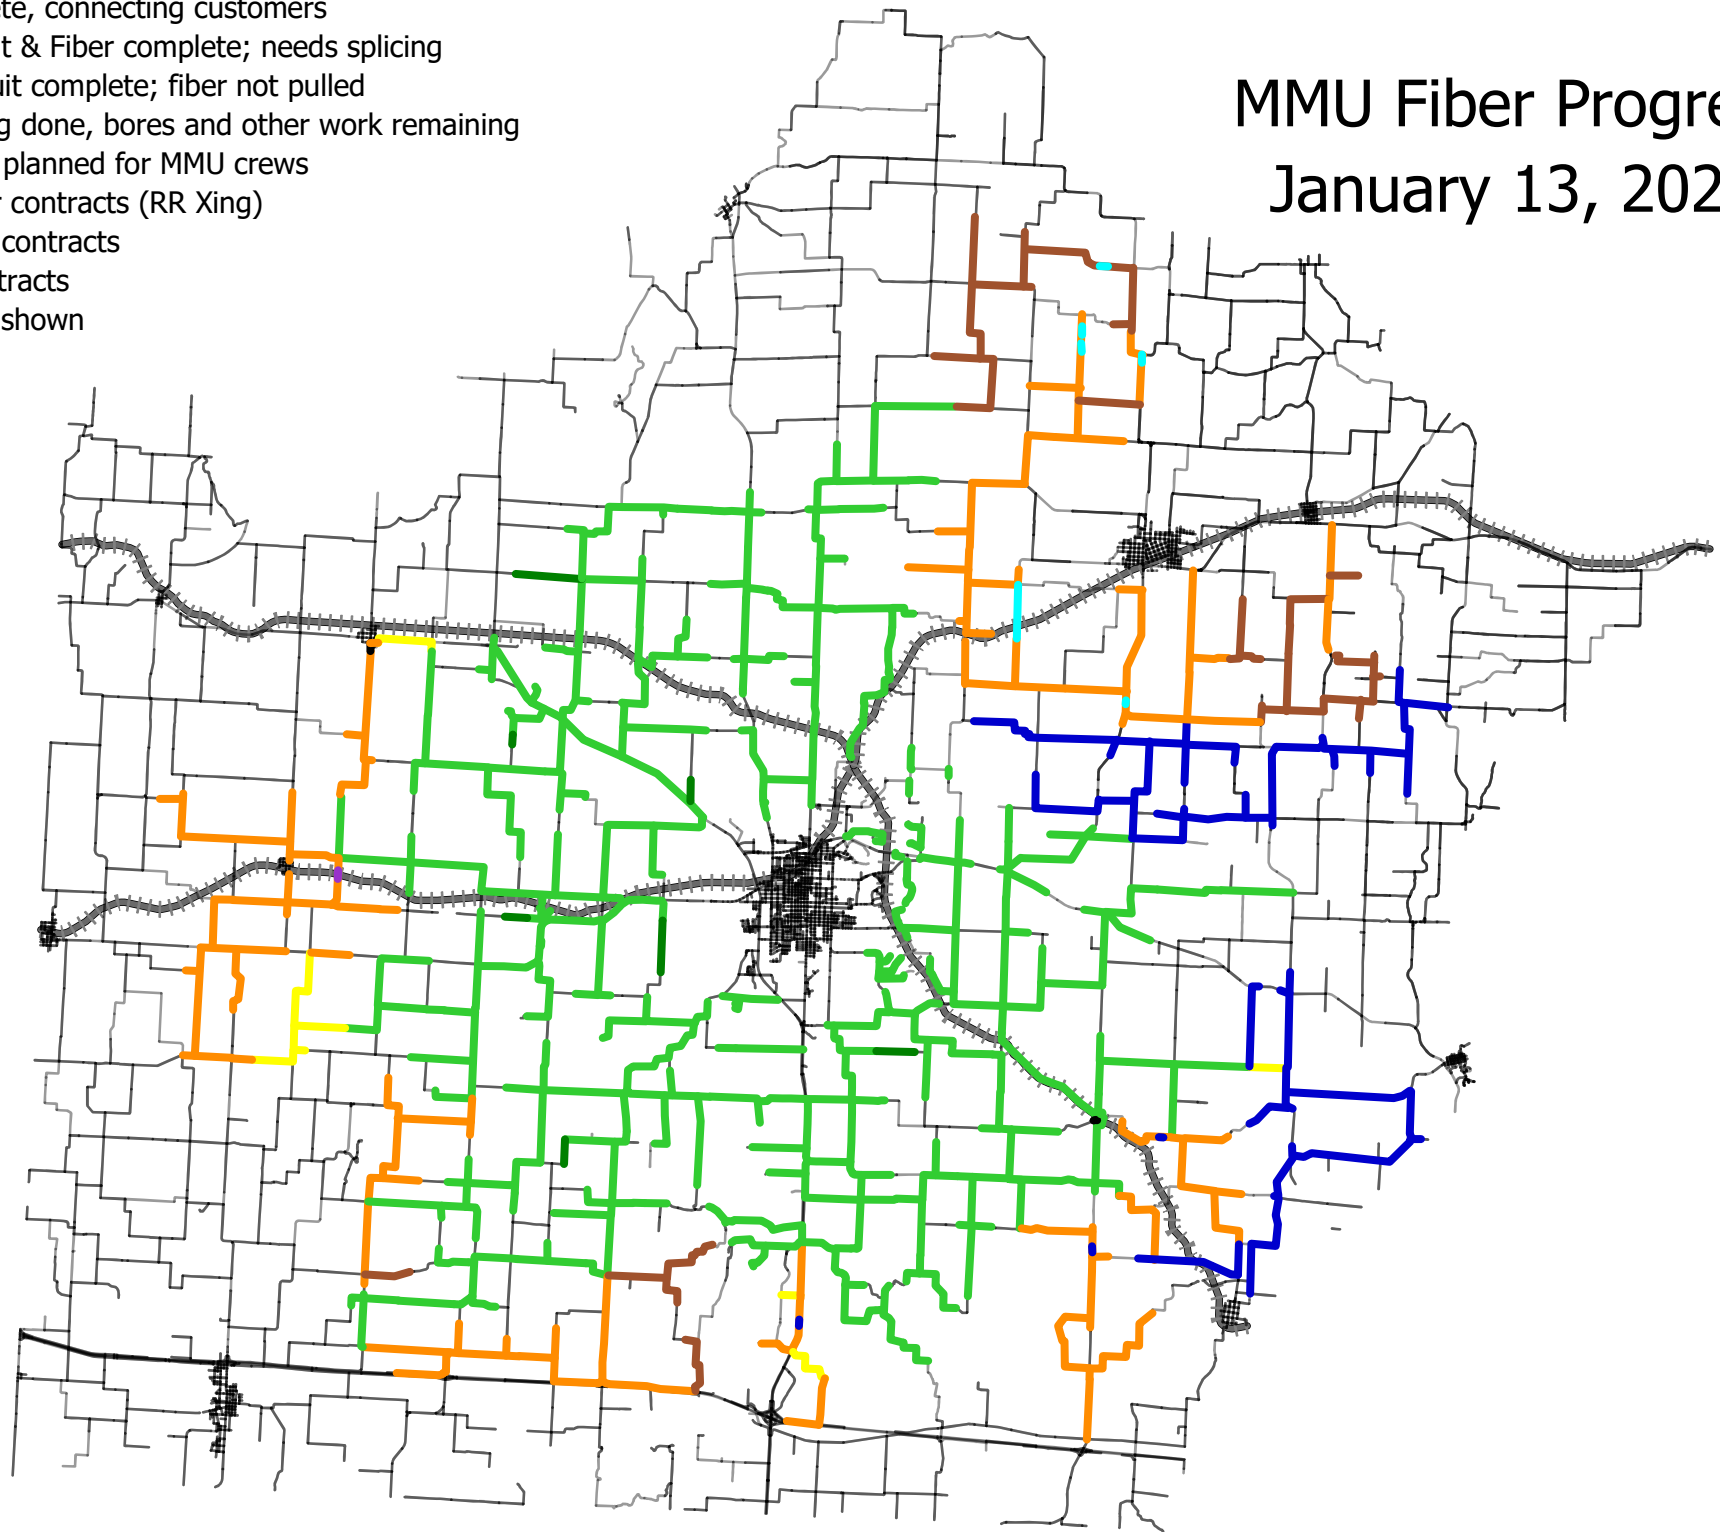 ete, connecting customers
t & Fiber complete; needs splicing
uit complete; fiber not pulled
g done, bores and other work remaining
planned for MMU crews
r contracts (RR Xing)
contracts
tracts
shown
MMU Fiber Progre
January 13, 202